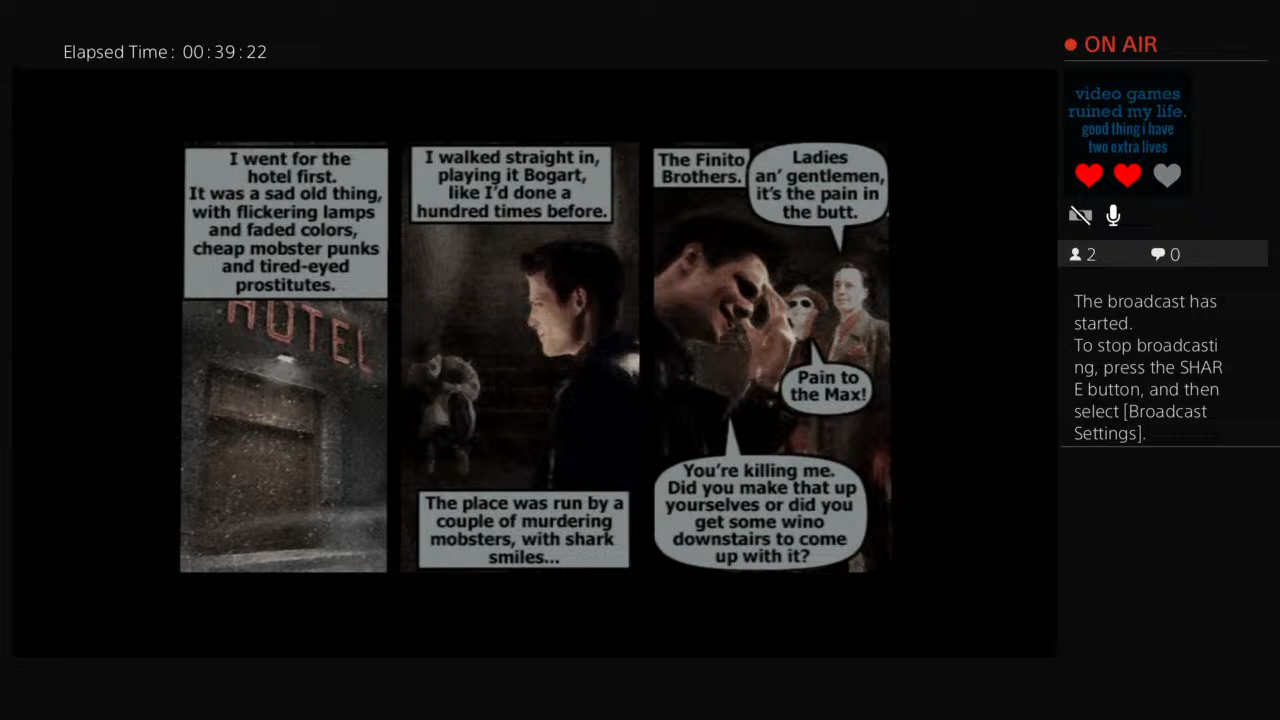 Elapsed Time: 00:39:22
ON AIR
video games
ruined my life.
good thing i have
two extra lives
2
0
The broadcast has
started.
To stop broadcasti
ng, press the SHAR
E button, and then
select [Broadcast
Settings].
I went for the
hotel first.
It was a sad old thing,
with flickering lamps
and faded colors,
cheap mobster punks
and tired-eyed
prostitutes.
HOTEL
I walked straight in,
playing it Bogart,
like I'd done a
hundred times before.
The place was run by a
couple of murdering
mobsters, with shark
smiles...
The Finito
Brothers.
Ladies
an' gentlemen,
it's the pain in
the butt.
Pain to
the Max!
You're killing me.
Did you make that up
yourselves or did you
get some wino
downstairs to come
up with it?